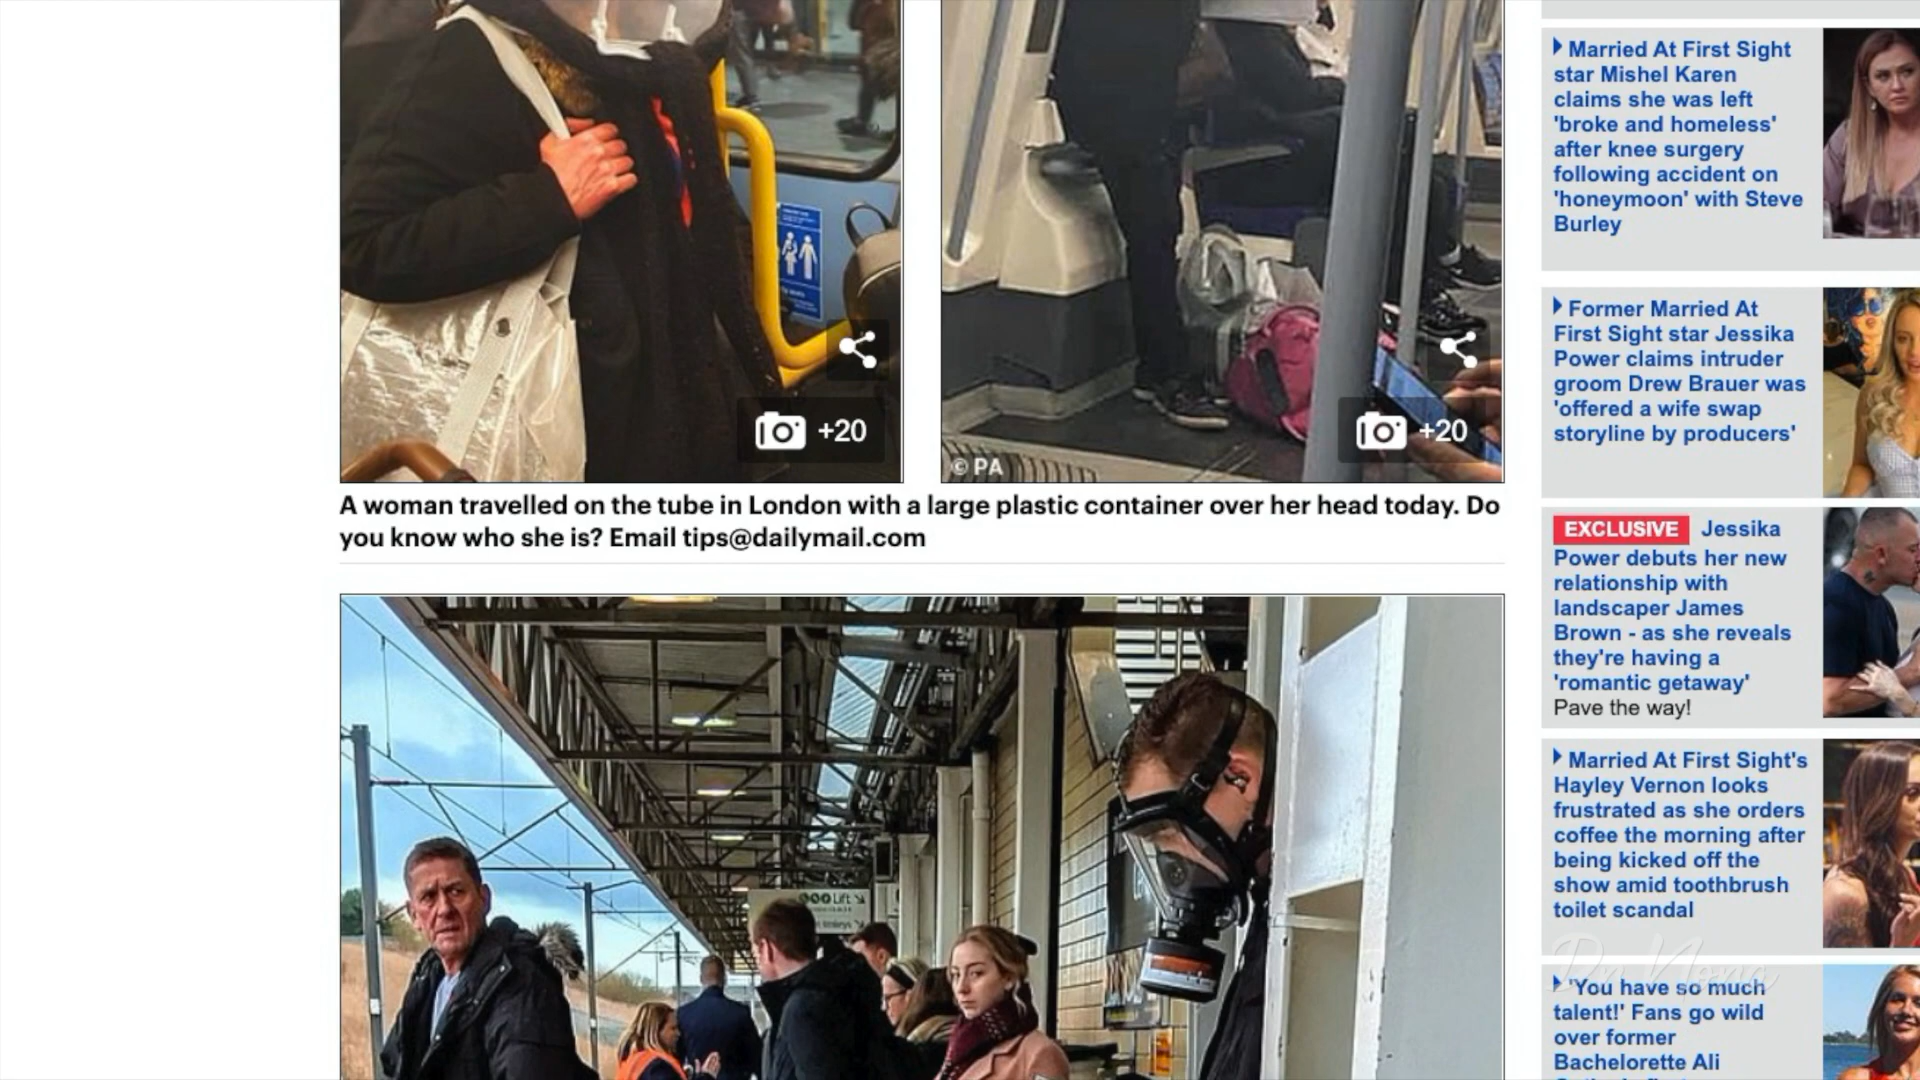 +20
© PA
+20
A woman travelled on the tube in London with a large plastic container over her head today. Do
you know who she is? Email tips@dailymail.com
Lift
Married At First Sight
star Mishel Karen
claims she was left
'broke and homeless'
after knee surgery
following accident on
'honeymoon' with Steve
Burley
Former Married At
First Sight star Jessika
Power claims intruder
groom Drew Brauer was
'offered a wife swap
storyline by producers'
EXCLUSIVE Jessika
Power debuts her new
relationship with
landscaper James
Brown - as she reveals
they're having a
'romantic getaway'
Pave the way!
Married At First Sight's
Hayley Vernon looks
frustrated as she orders
coffee the morning after
being kicked off the
show amid toothbrush
toilet scandal
Dr Nona
'You have so much
talent!' Fans go wild
over former
Bachelorette Ali